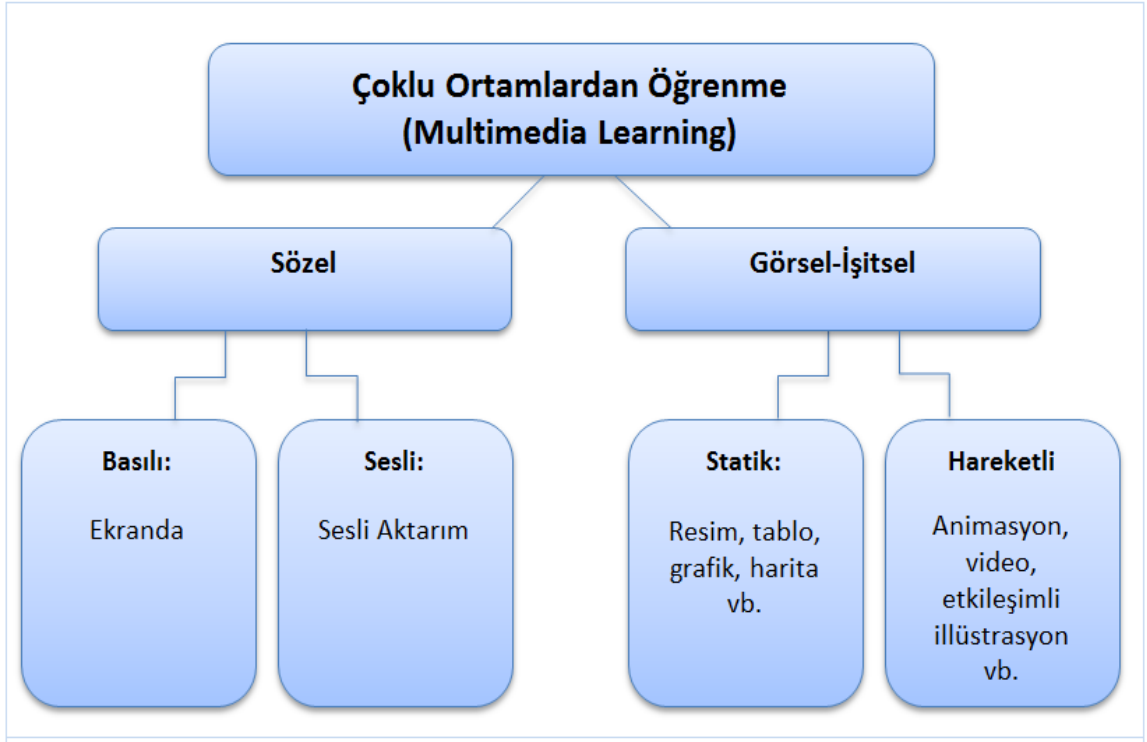 Çoklu Ortamlardan Öğrenme
(Multimedia Learning)
Sözel
Görsel-İşitsel
Basılı:
Ekranda
Sesli:
Sesli Aktarım
Statik:
Resim, tablo,
grafik, harita
vb.
Hareketli
Animasyon,
video,
etkileşimli
illüstrasyon
vb.